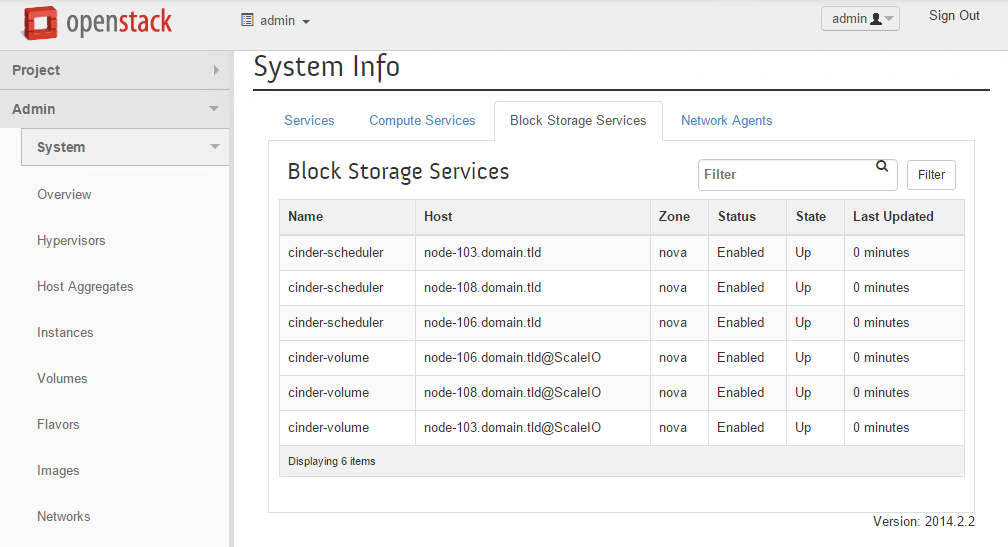 openstack
admin
admin
Sign Out
Project
Admin
System
Overview
Hypervisors
Host Aggregates
Instances
Volumes
Flavors
Images
Networks
System Info
Services Compute Services Block Storage Services Network Agents
Block Storage Services
Filter
Filter
Name Host Zone Status State Last Updated
cinder-scheduler node-103.domain.tld nova Enabled Up 0 minutes
cinder-scheduler node-108.domain.tld nova Enabled Up 0 minutes
cinder-scheduler node-106.domain.tld nova Enabled Up 0 minutes
cinder-volume node-106.domain.tld@ScaleIO nova Enabled Up 0 minutes
cinder-volume node-108.domain.tld@ScaleIO nova Enabled Up 0 minutes
cinder-volume node-103.domain.tld@ScaleIO nova Enabled Up 0 minutes
Displaying 6 items
Version: 2014.2.2